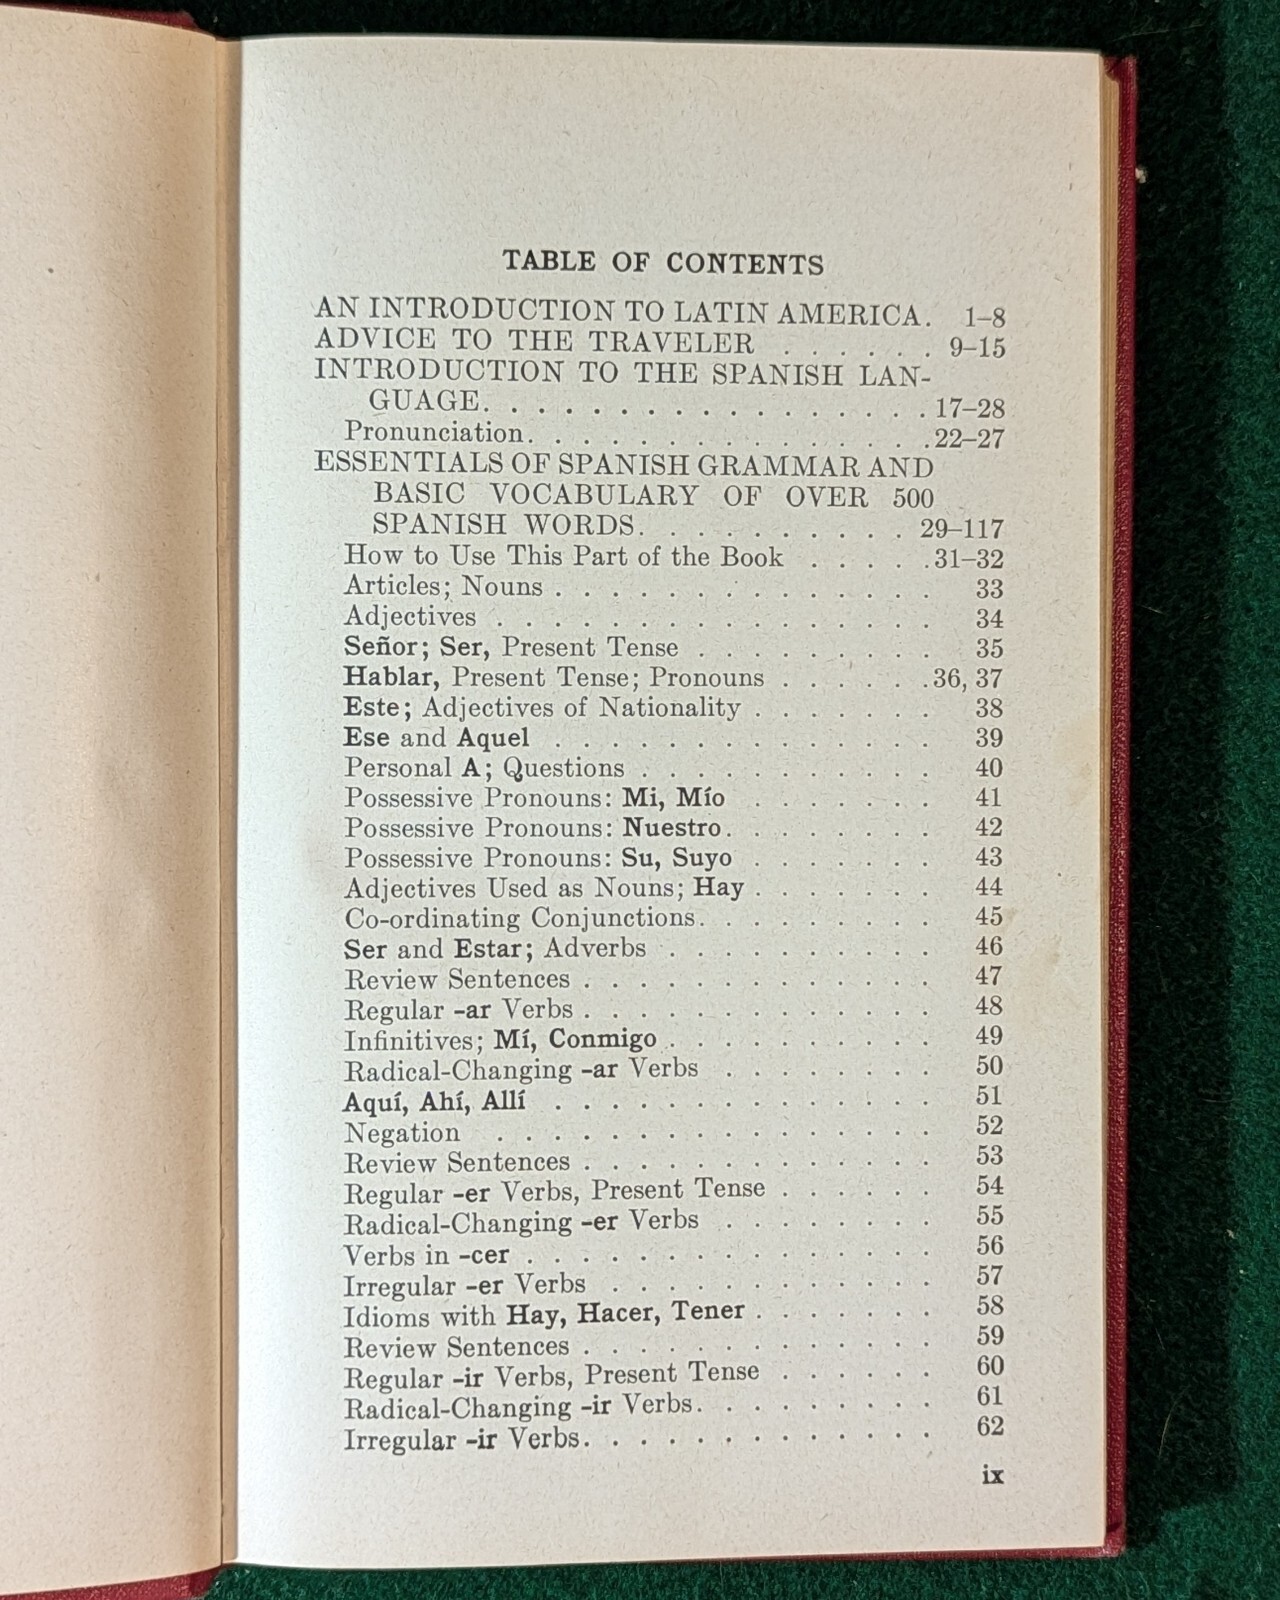 TABLE OF CONTENTS
AN INTRODUCTION TO LATIN AMERICA. 1–8
ADVICE TO THE TRAVELER . . . . . . 9–15
INTRODUCTION TO THE SPANISH LAN-
GUAGE. . . . . . . . . . . . . . . . 17–28
Pronunciation. . . . . . . . . . . . . . . 22–27
ESSENTIALS OF SPANISH GRAMMAR AND
BASIC VOCABULARY OF OVER 500
SPANISH WORDS. . . . . . . . . . 29–117
How to Use This Part of the Book . . . . . 31–32
Articles; Nouns . . . . . . . . . . . . . . 33
Adjectives . . . . . . . . . . . . . . . . 34
Señor; Ser, Present Tense . . . . . . . . . 35
Hablar, Present Tense; Pronouns . . . . . . 36, 37
Este; Adjectives of Nationality . . . . . . . 38
Ese and Aquel . . . . . . . . . . . . . . 39
Personal A; Questions . . . . . . . . . . . 40
Possessive Pronouns: Mi, Mío . . . . . . . 41
Possessive Pronouns: Nuestro. . . . . . . . 42
Possessive Pronouns: Su, Suyo . . . . . . . 43
Adjectives Used as Nouns; Hay . . . . . . . 44
Co-ordinating Conjunctions. . . . . . . . . 45
Ser and Estar; Adverbs . . . . . . . . . . 46
Review Sentences . . . . . . . . . . . . . 47
Regular -ar Verbs . . . . . . . . . . . . . 48
Infinitives; Mí, Conmigo . . . . . . . . . . 49
Radical-Changing -ar Verbs . . . . . . . . 50
Aquí, Ahí, Allí . . . . . . . . . . . . . . 51
Negation . . . . . . . . . . . . . . . . 52
Review Sentences . . . . . . . . . . . . . 53
Regular -er Verbs, Present Tense . . . . . . 54
Radical-Changing -er Verbs . . . . . . . . 55
Verbs in -cer . . . . . . . . . . . . . . . 56
Irregular -er Verbs . . . . . . . . . . . . 57
Idioms with Hay, Hacer, Tener . . . . . . . 58
Review Sentences . . . . . . . . . . . . . 59
Regular -ir Verbs, Present Tense . . . . . . 60
Radical-Changing -ir Verbs. . . . . . . . . 61
Irregular -ir Verbs. . . . . . . . . . . . . 62
ix